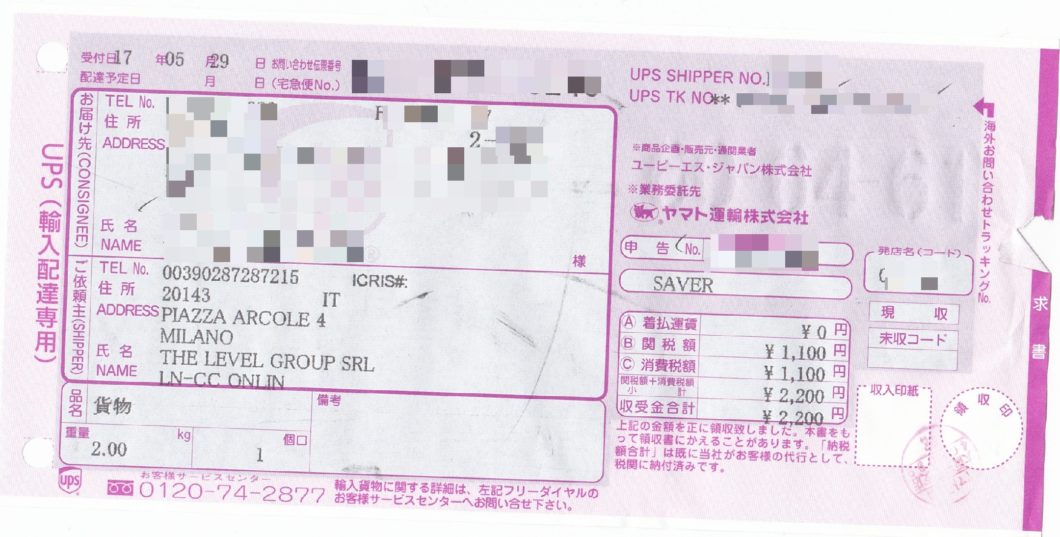 UPS(輸入配達専用)
受付日 17 年 05 月 29 日 お問い合わせ伝票番号
配達予定日 月 日 (宅急便No.)
お届け先(CONSIGNEE)
TEL No.
住所
ADDRESS
2-
氏名
NAME
様
ご依頼主(SHIPPER)
TEL No. 00390287287215 ICRIS#:
住所 20143 IT
ADDRESS PIAZZA ARCOLE 4
MILANO
氏名 THE LEVEL GROUP SRL
NAME LN-CC ONLIN
品名 貨物
備考
重量 kg 個口
2.00 1
ups
お客様サービスセンター
0120-74-2877
輸入貨物に関する詳細は、左記フリーダイヤルの
お客様サービスセンターへお問い合せ下さい。
UPS SHIPPER NO.
UPS TK NO.**
※商品企画・販売元・通関業者
ユーピーエス・ジャパン株式会社
※業務委託先
ヤマト運輸株式会社
申告No.
SAVER
発店名(コード)
Ⓐ 着払運賃 ¥0 円
Ⓑ 関税額 ¥1,100 円
Ⓒ 消費税額 ¥1,100 円
関税額+消費税額 小計 ¥2,200 円
収受金合計 ¥2,200 円
現収
未収コード
上記の金額を正に領収致しました。本書をも
って領収書にかえることがあります。「納税
額合計」は既に当社がお客様の代行として、
税関に納付済みです。
収入印紙
領収印
海外お問い合わせトラッキングNo.
求書